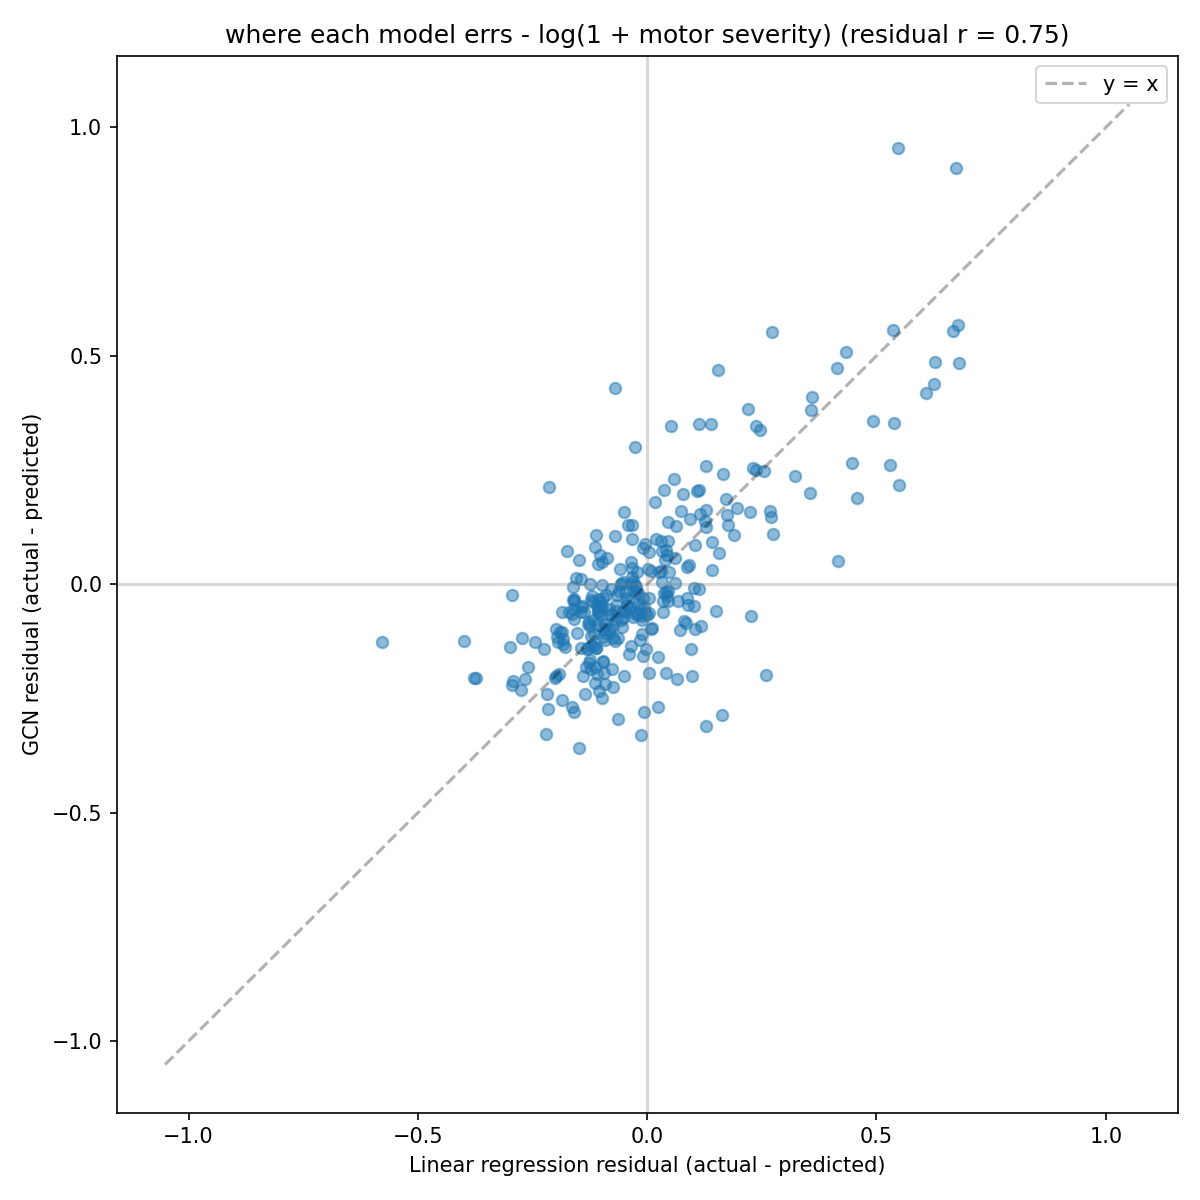 where each model errs - log(1 + motor severity) (residual r = 0.75)
y = x
1.0
0.5
0.0
−0.5
−1.0
GCN residual (actual - predicted)
−1.0
−0.5
0.0
0.5
1.0
Linear regression residual (actual - predicted)